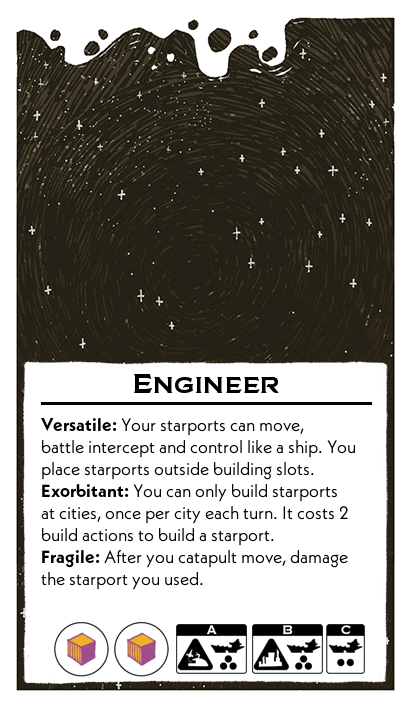 ENGINEER
Versatile: Your starports can move,
battle intercept and control like a ship. You
place starports outside building slots.
Exorbitant: You can only build starports
at cities, once per city each turn. It costs 2
build actions to build a starport.
Fragile: After you catapult move, damage
the starport you used.
A B C